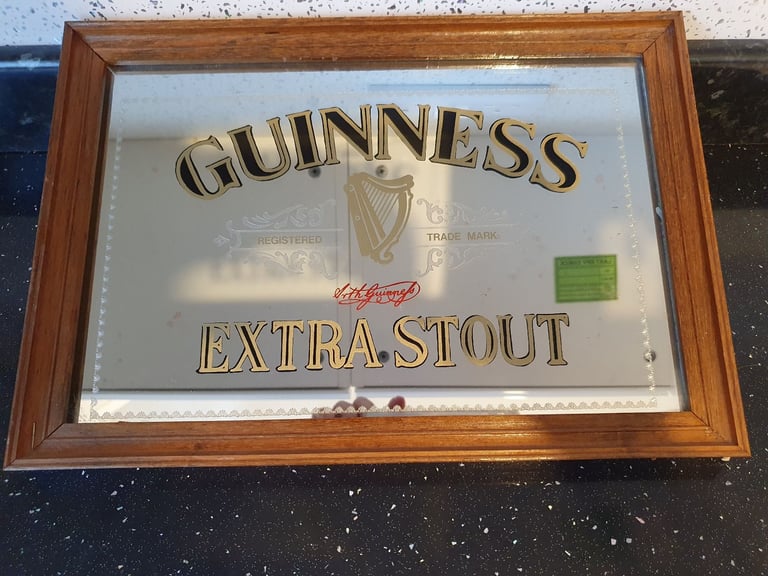 GUINNESS
REGISTERED TRADE MARK.
Arth Guinness
EXTRA STOUT